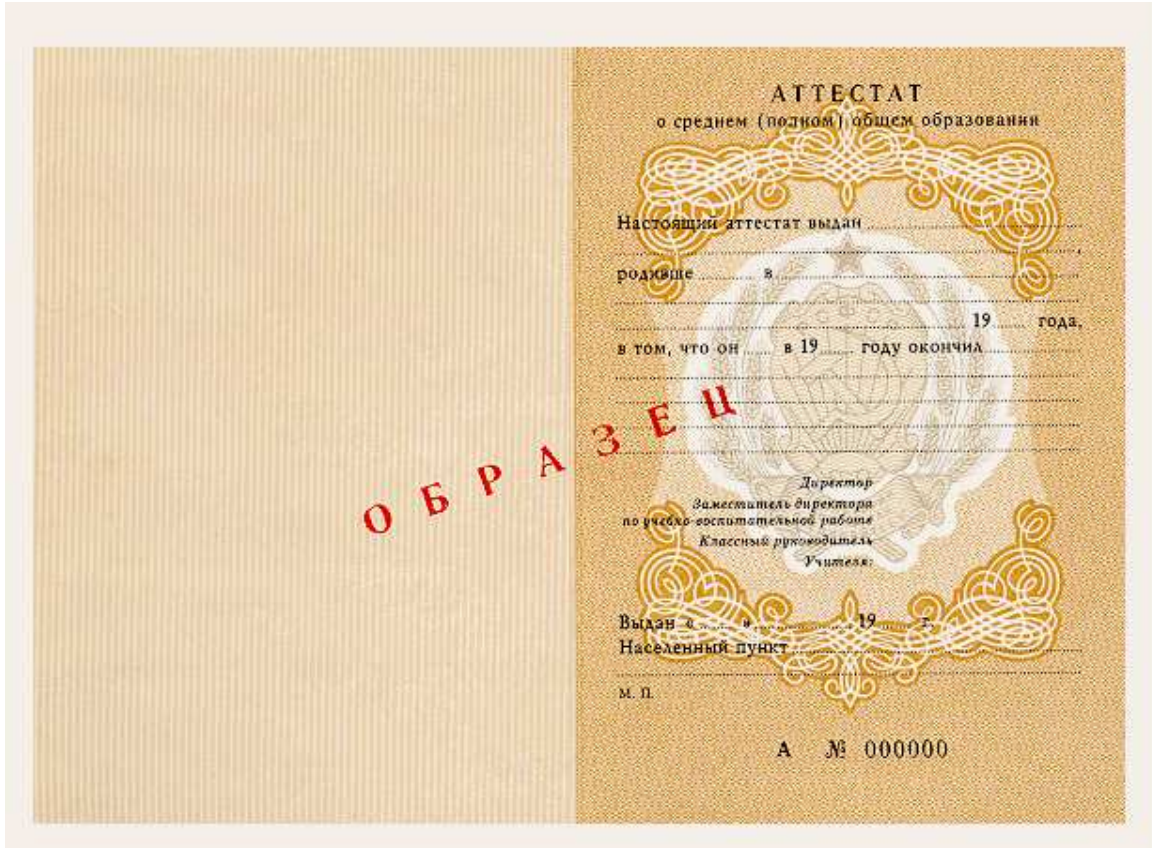 АТТЕСТАТ
о среднем (полном) общем образовании
Настоящий аттестат выдан
,
родивше в
19 года,
в том, что он в 19 году окончил
ОБРАЗЕЦ
Директор
Заместитель директора
по учебно-воспитательной работе
Классный руководитель
Учителя:
Выдан « » 19 г.
Населенный пункт
М. П.
А № 000000